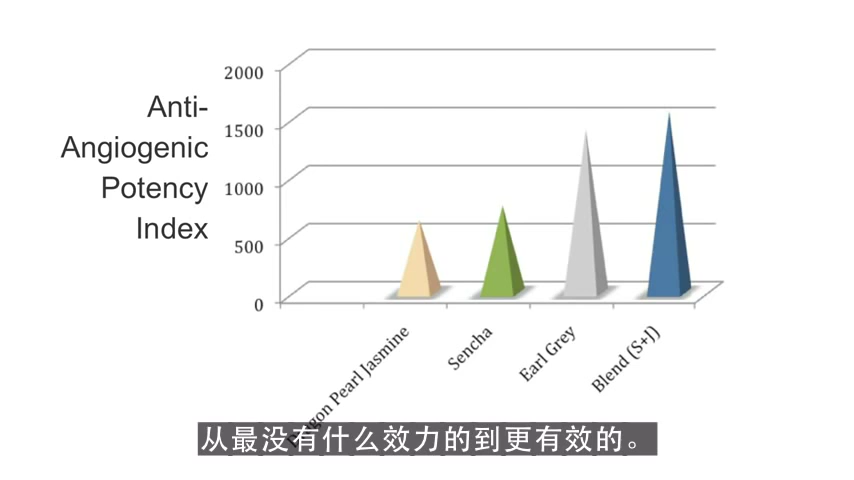 Anti-
Angiogenic
Potency
Index
2000
1500
1000
500
0
Pearl Jasmine
Sencha
Earl Grey
Blend (S+J)
从最没有什么效力的到更有效的。